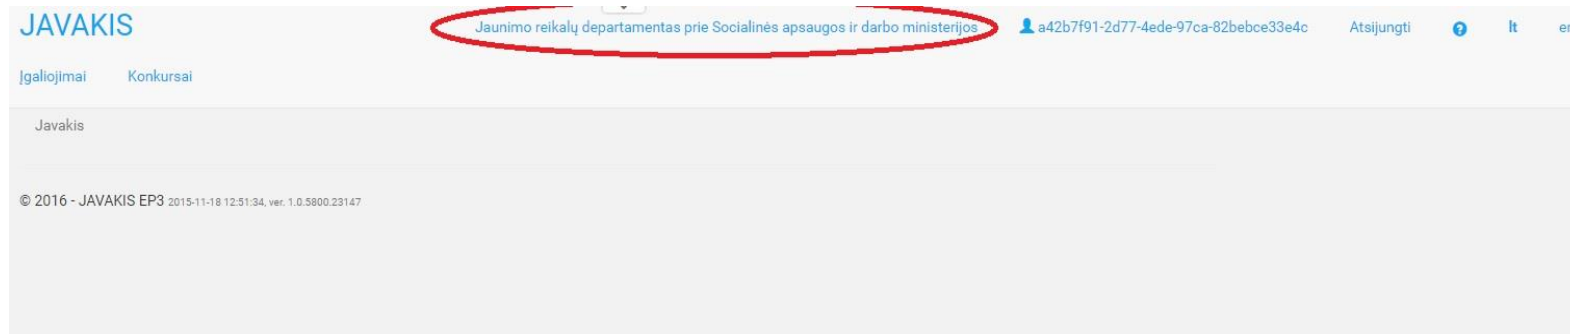 JAVAKIS Jaunimo reikalų departamentas prie Socialinės apsaugos ir darbo ministerijos a42b7f91-2d77-4ede-97ca-82bebce33e4c Atsijungti ? lt en
Įgaliojimai Konkursai
Javakis
© 2016 - JAVAKIS EP3 2015-11-18 12:51:34, ver. 1.0.5800.23147